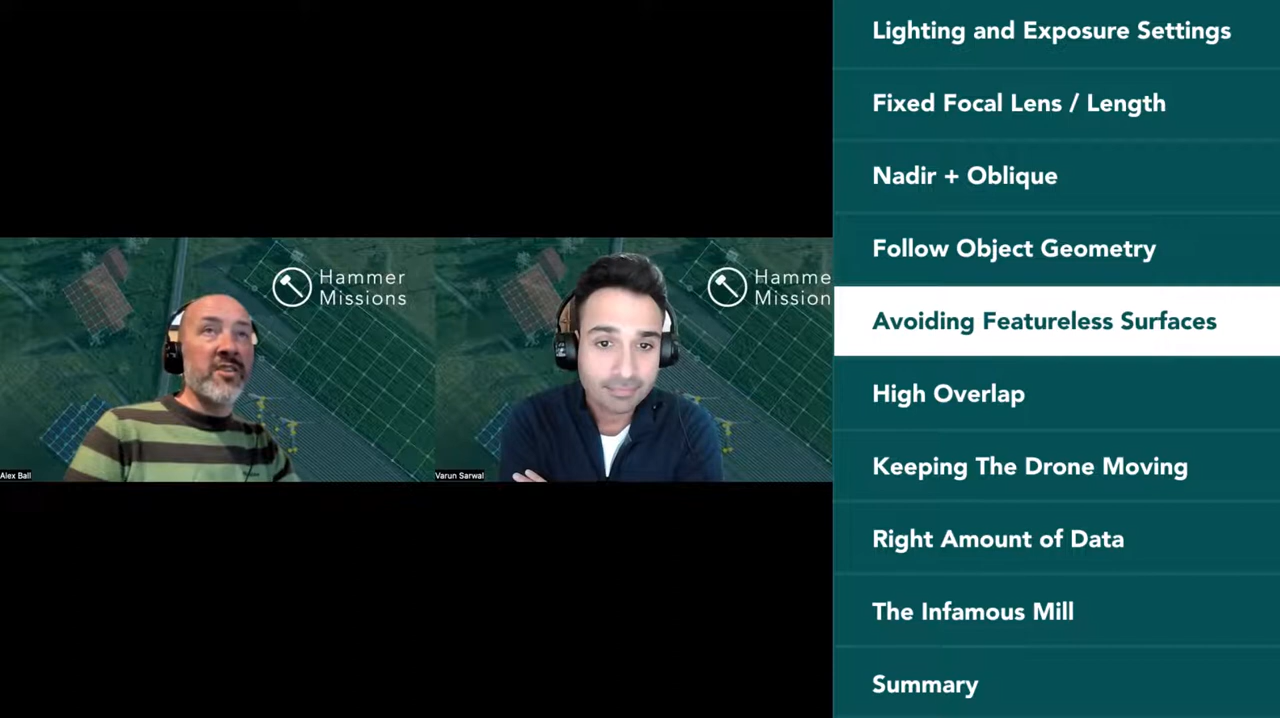 Hammer
Missions
Alex Ball
Hamme
Mission
Varun Sarwal
Lighting and Exposure Settings
Fixed Focal Lens / Length
Nadir + Oblique
Follow Object Geometry
Avoiding Featureless Surfaces
High Overlap
Keeping The Drone Moving
Right Amount of Data
The Infamous Mill
Summary